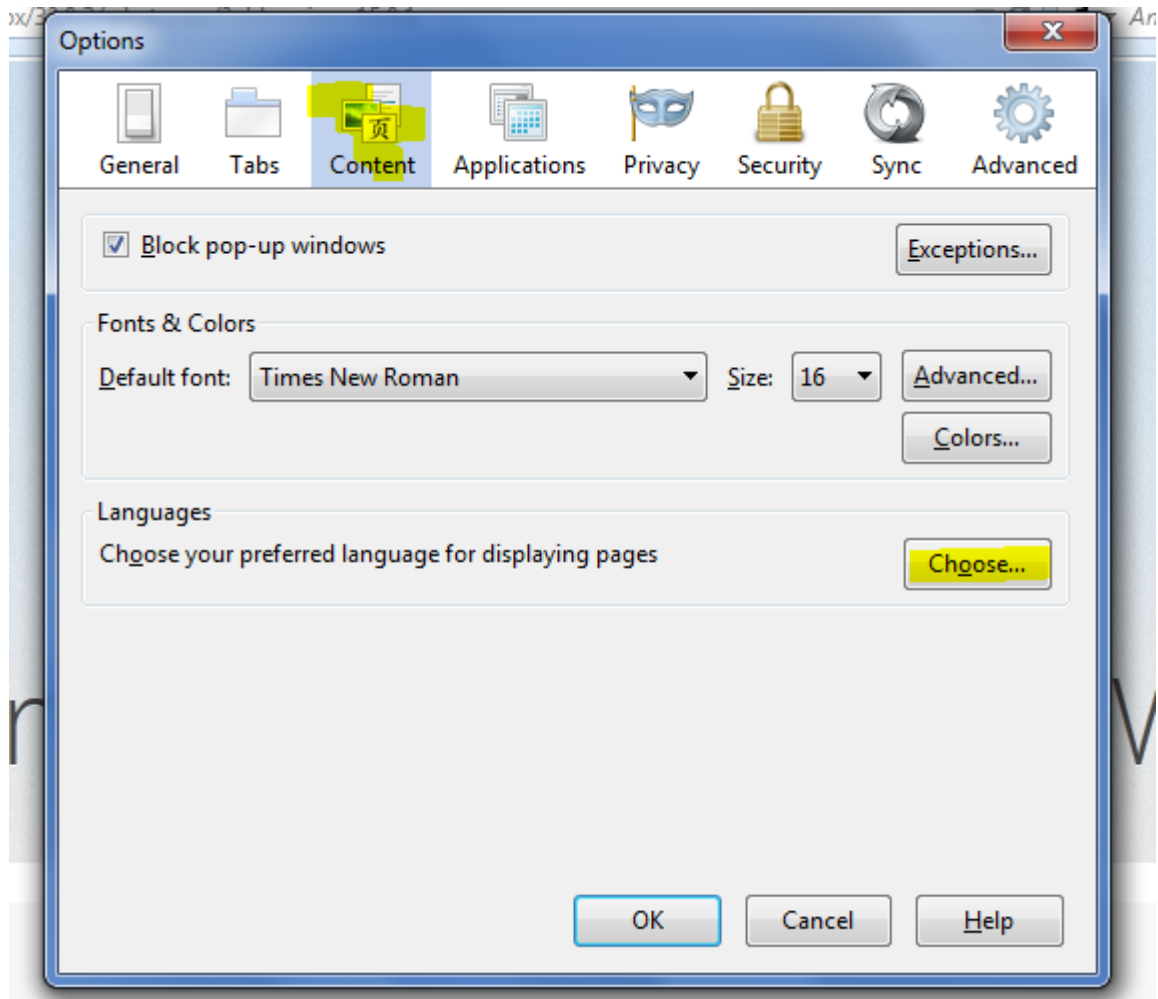 Options
General Tabs Content Applications Privacy Security Sync Advanced
页
Block pop-up windows Exceptions...
Fonts & Colors
Default font: Times New Roman Size: 16 Advanced...
Colors...
Languages
Choose your preferred language for displaying pages Choose...
OK Cancel Help